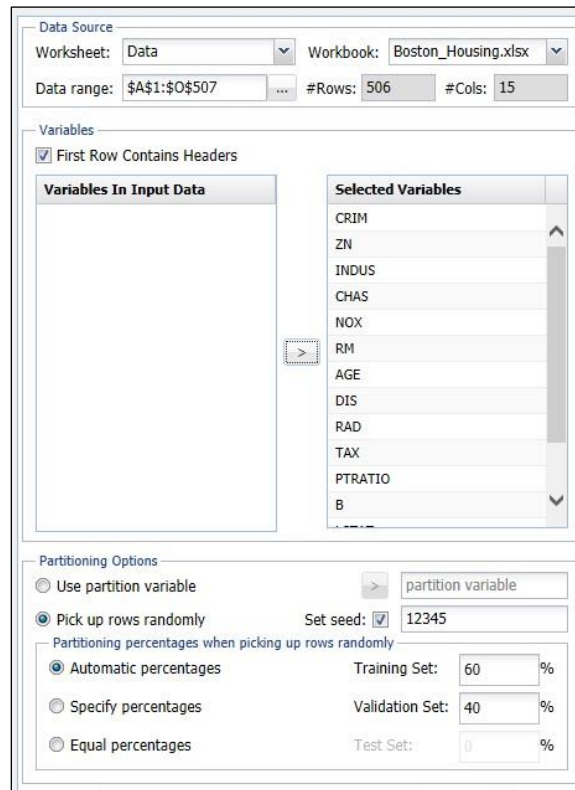 Data Source
Worksheet: Data Workbook: Boston_Housing.xlsx
Data range: $A$1:$O$507 ... #Rows: 506 #Cols: 15
Variables
First Row Contains Headers
Variables In Input Data Selected Variables
CRIM
ZN
INDUS
CHAS
NOX
> RM
AGE
DIS
RAD
TAX
PTRATIO
B
Partitioning Options
Use partition variable > partition variable
Pick up rows randomly Set seed: 12345
Partitioning percentages when picking up rows randomly
Automatic percentages Training Set: 60 %
Specify percentages Validation Set: 40 %
Equal percentages Test Set: 0 %